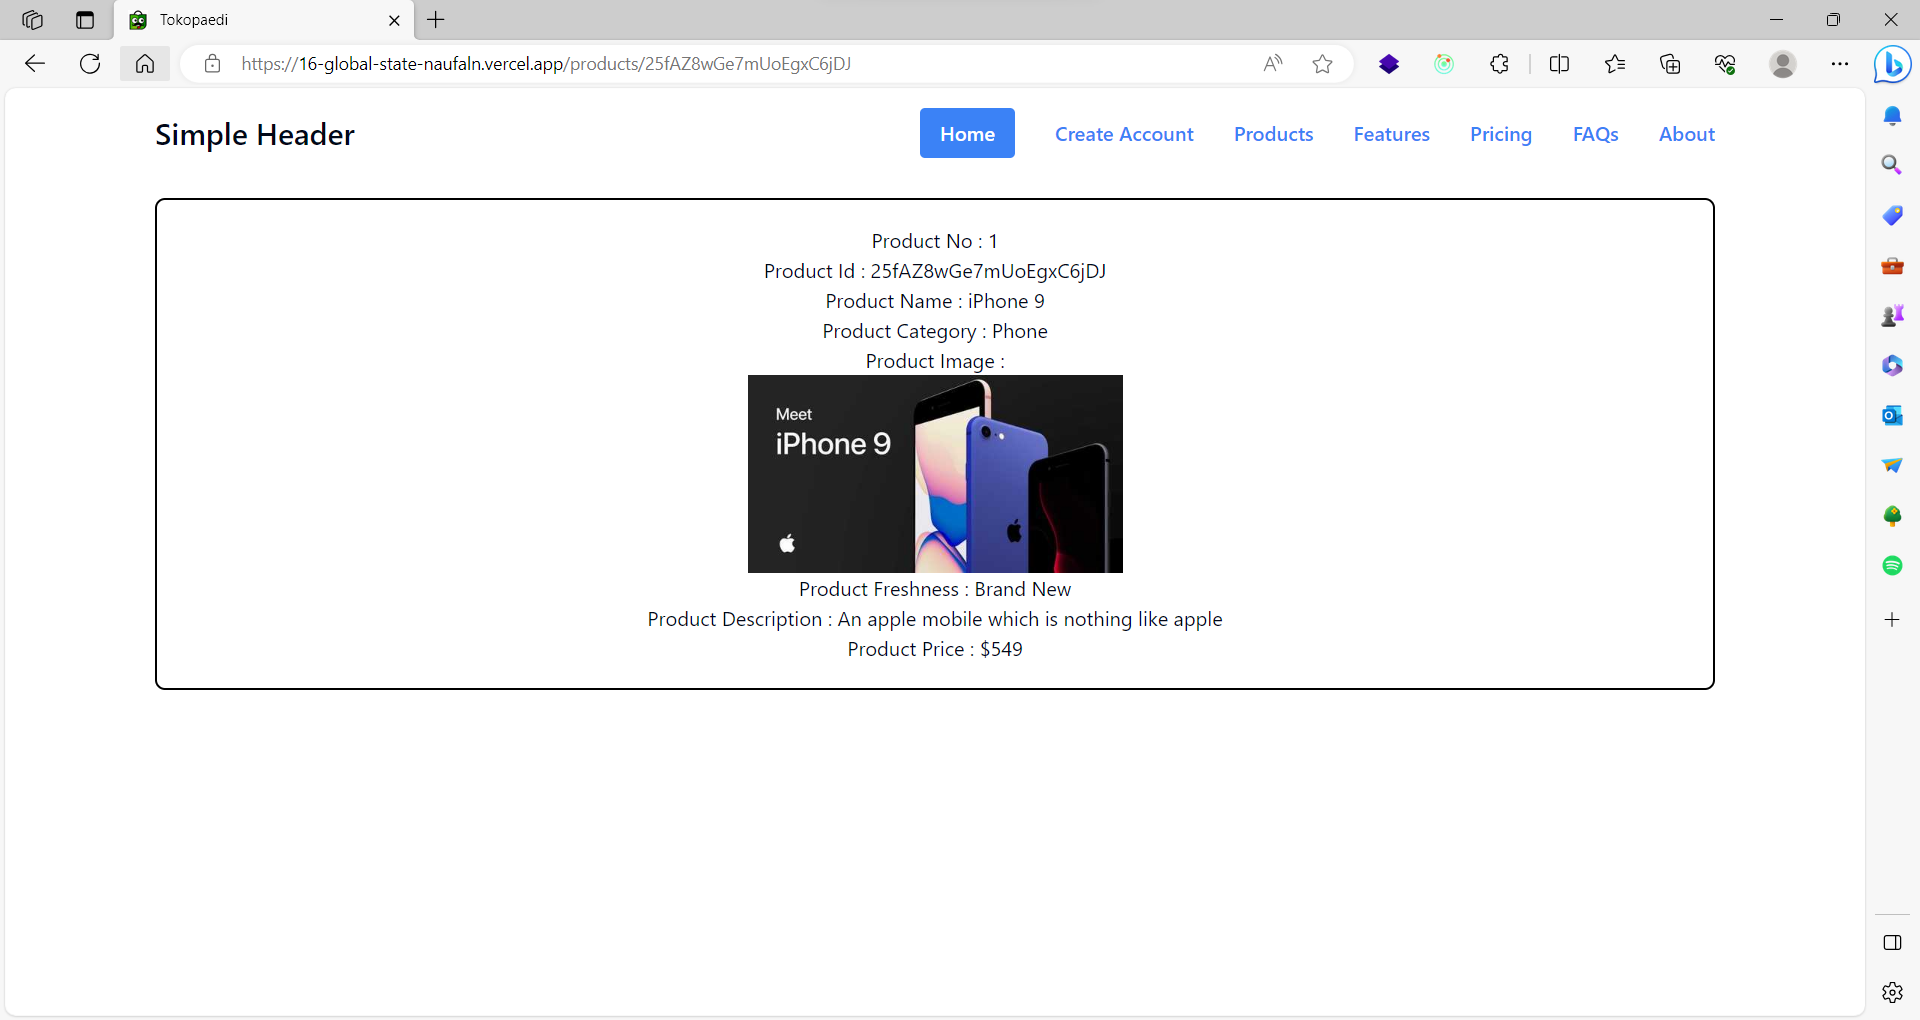 Tokopaedi
https://16-global-state-naufaln.vercel.app/products/25fAZ8wGe7mUoEgxC6jDJ
Simple Header
Home
Create Account
Products
Features
Pricing
FAQs
About
Product No : 1
Product Id : 25fAZ8wGe7mUoEgxC6jDJ
Product Name : iPhone 9
Product Category : Phone
Product Image :
Meet
iPhone 9
Product Freshness : Brand New
Product Description : An apple mobile which is nothing like apple
Product Price : $549